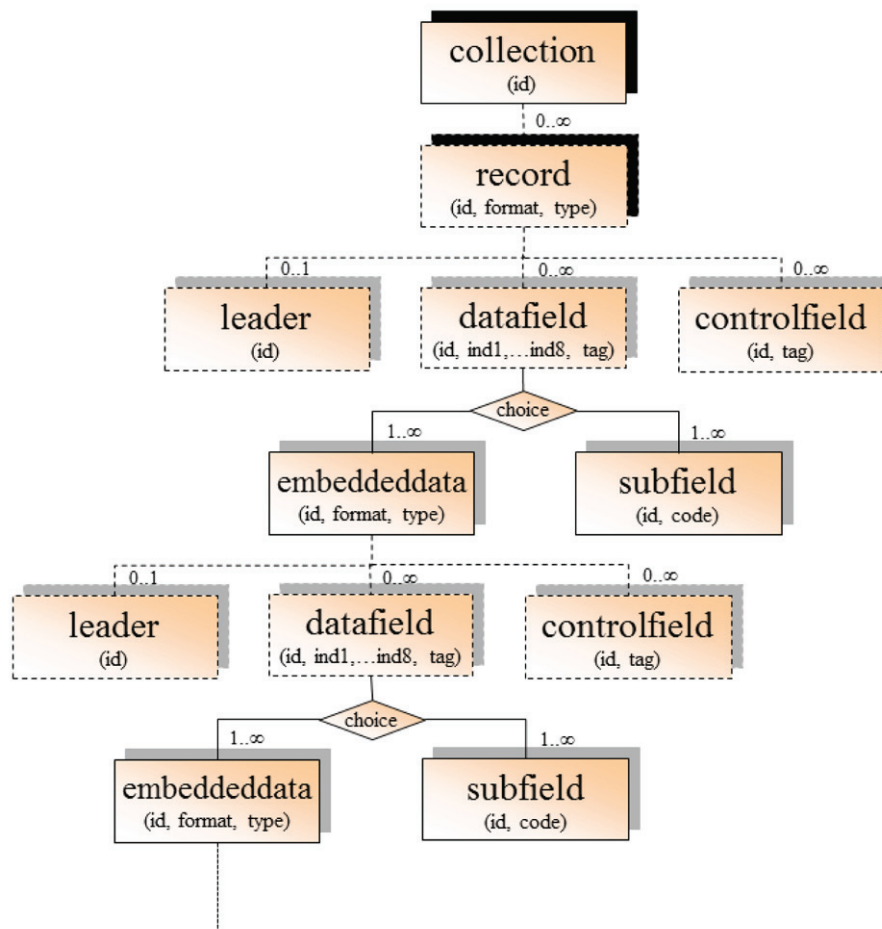 collection
(id)
0..∞
record
(id, format, type)
0..1
0..∞
0..∞
leader
(id)
datafield
(id, ind1,...ind8, tag)
controlfield
(id, tag)
choice
1..∞
1..∞
embeddeddata
(id, format, type)
subfield
(id, code)
0..1
0..∞
0..∞
leader
(id)
datafield
(id, ind1,...ind8, tag)
controlfield
(id, tag)
choice
1..∞
1..∞
embeddeddata
(id, format, type)
subfield
(id, code)